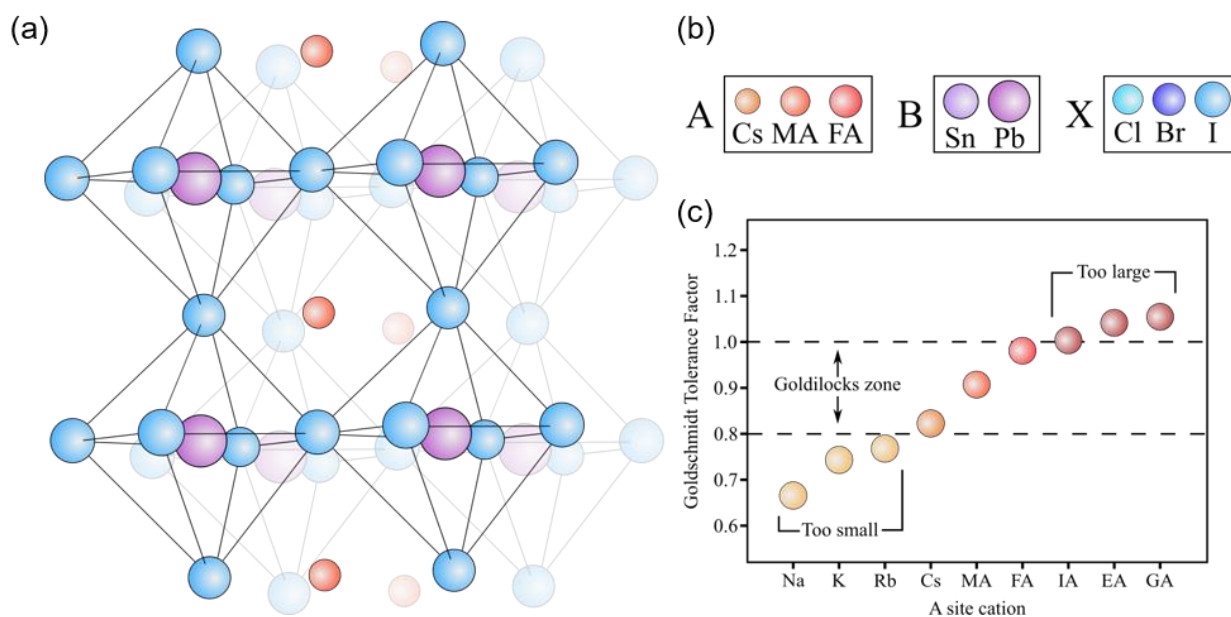 (a)
(b)
A
Cs MA FA
B
Sn Pb
X
Cl Br I
(c)
Goldschmidt Tolerance Factor
1.2
1.1
1.0
0.9
0.8
0.7
0.6
Too large
Goldilocks zone
Too small
Na K Rb Cs MA FA IA EA GA
A site cation